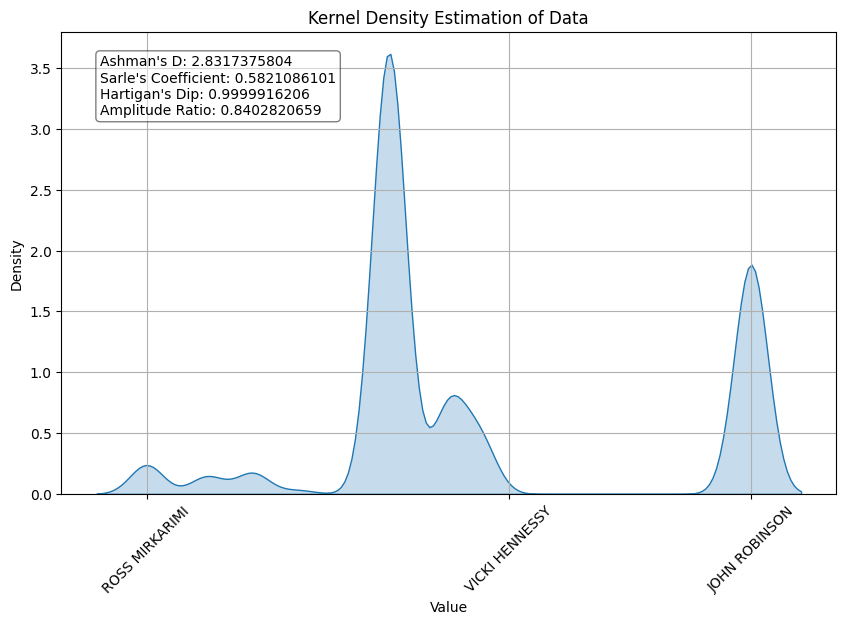 Kernel Density Estimation of Data
Ashman's D: 2.8317375804
Sarle's Coefficient: 0.5821086101
Hartigan's Dip: 0.9999916206
Amplitude Ratio: 0.8402820659
3.5
3.0
2.5
2.0
1.5
1.0
0.5
0.0
Density
ROSS MIRKARIMI
VICKI HENNESSY
JOHN ROBINSON
Value